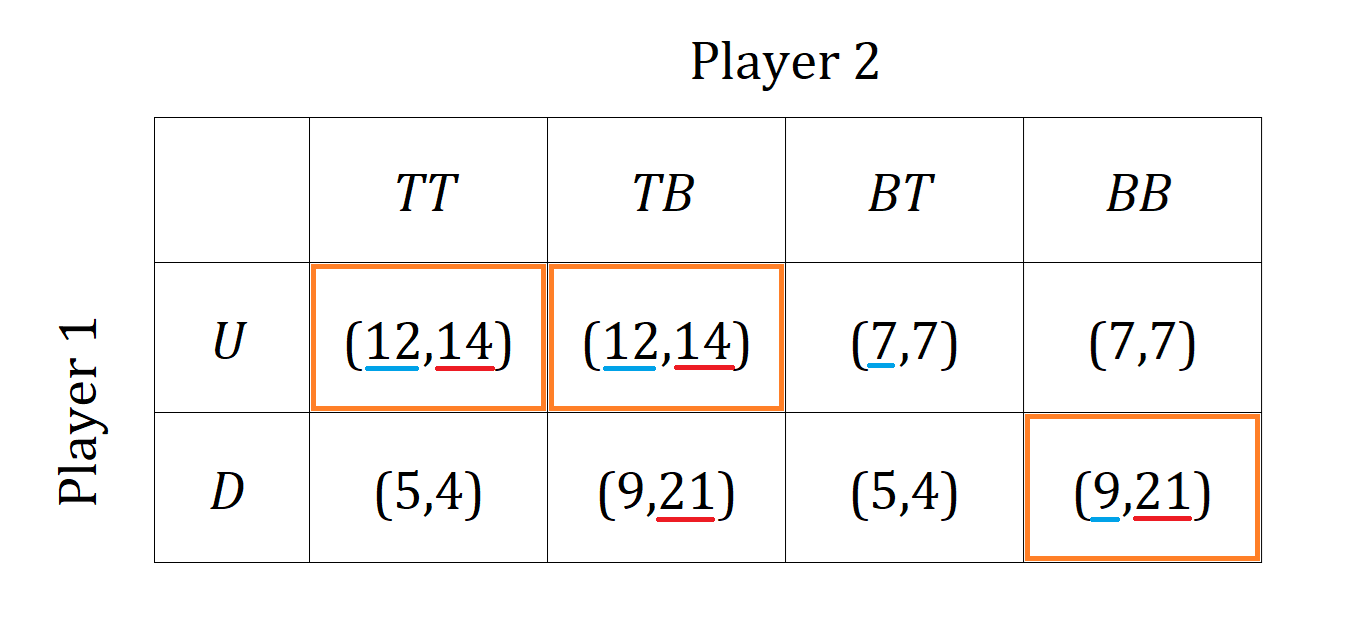 Player 2
TT TB BT BB
Player 1
U (12,14) (12,14) (7,7) (7,7)
D (5,4) (9,21) (5,4) (9,21)